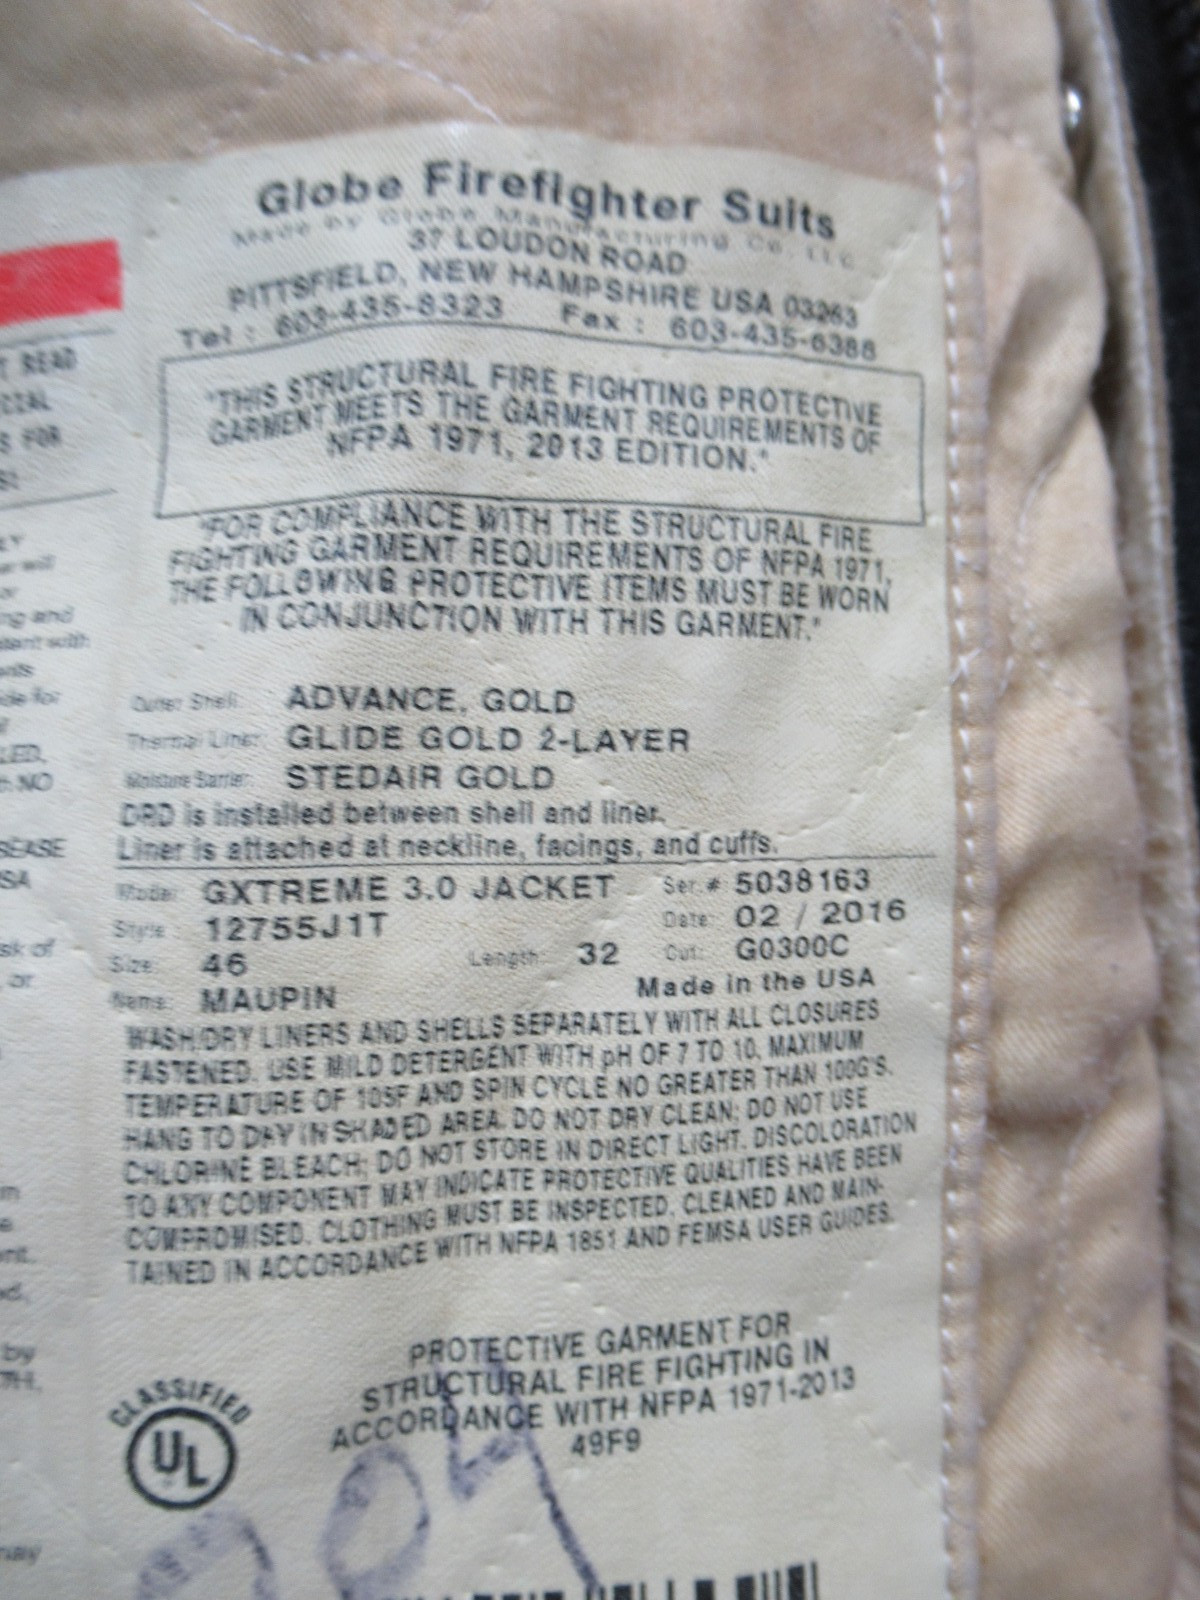 Globe Firefighter Suits
Made by Globe Manufacturing Co, LLC
37 LOUDON ROAD
PITTSFIELD, NEW HAMPSHIRE USA 03263
Tel : 603-435-8323 Fax : 603-435-6388
"THIS STRUCTURAL FIRE FIGHTING PROTECTIVE
GARMENT MEETS THE GARMENT REQUIREMENTS OF
NFPA 1971, 2013 EDITION."
"FOR COMPLIANCE WITH THE STRUCTURAL FIRE
FIGHTING GARMENT REQUIREMENTS OF NFPA 1971,
THE FOLLOWING PROTECTIVE ITEMS MUST BE WORN
IN CONJUNCTION WITH THIS GARMENT."
Outer Shell: ADVANCE, GOLD
Thermal Liner: GLIDE GOLD 2-LAYER
Moisture Barrier: STEDAIR GOLD
DRD is installed between shell and liner.
Liner is attached at neckline, facings, and cuffs.
Model: GXTREME 3.0 JACKET Ser.# 5038163
Style: 12755J1T Date: 02 / 2016
Size: 46 Length: 32 Cut: G0300C
Name: MAUPIN Made in the USA
WASH/DRY LINERS AND SHELLS SEPARATELY WITH ALL CLOSURES
FASTENED. USE MILD DETERGENT WITH pH OF 7 TO 10, MAXIMUM
TEMPERATURE OF 105F AND SPIN CYCLE NO GREATER THAN 100G'S.
HANG TO DRY IN SHADED AREA. DO NOT DRY CLEAN; DO NOT USE
CHLORINE BLEACH; DO NOT STORE IN DIRECT LIGHT. DISCOLORATION
TO ANY COMPONENT MAY INDICATE PROTECTIVE QUALITIES HAVE BEEN
COMPROMISED. CLOTHING MUST BE INSPECTED, CLEANED AND MAIN-
TAINED IN ACCORDANCE WITH NFPA 1851 AND FEMSA USER GUIDES.
PROTECTIVE GARMENT FOR
STRUCTURAL FIRE FIGHTING IN
ACCORDANCE WITH NFPA 1971-2013
49F9
CLASSIFIED
UL
READ
FOR
will
and
with
for
NO
of
or
by